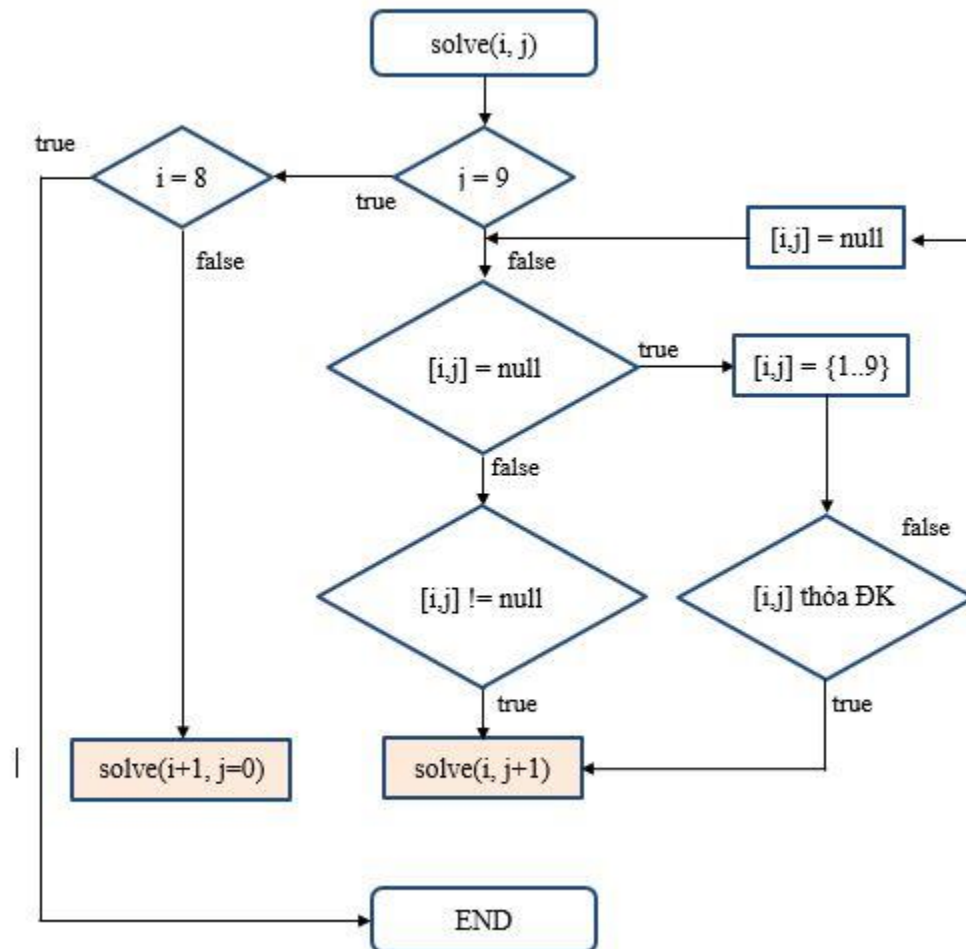 solve(i, j)
true
i = 8
j = 9
true
[i,j] = null
false
false
[i,j] = null
true
[i,j] = {1..9}
false
false
[i,j] != null
[i,j] thỏa ĐK
true
true
solve(i+1, j=0)
solve(i, j+1)
END